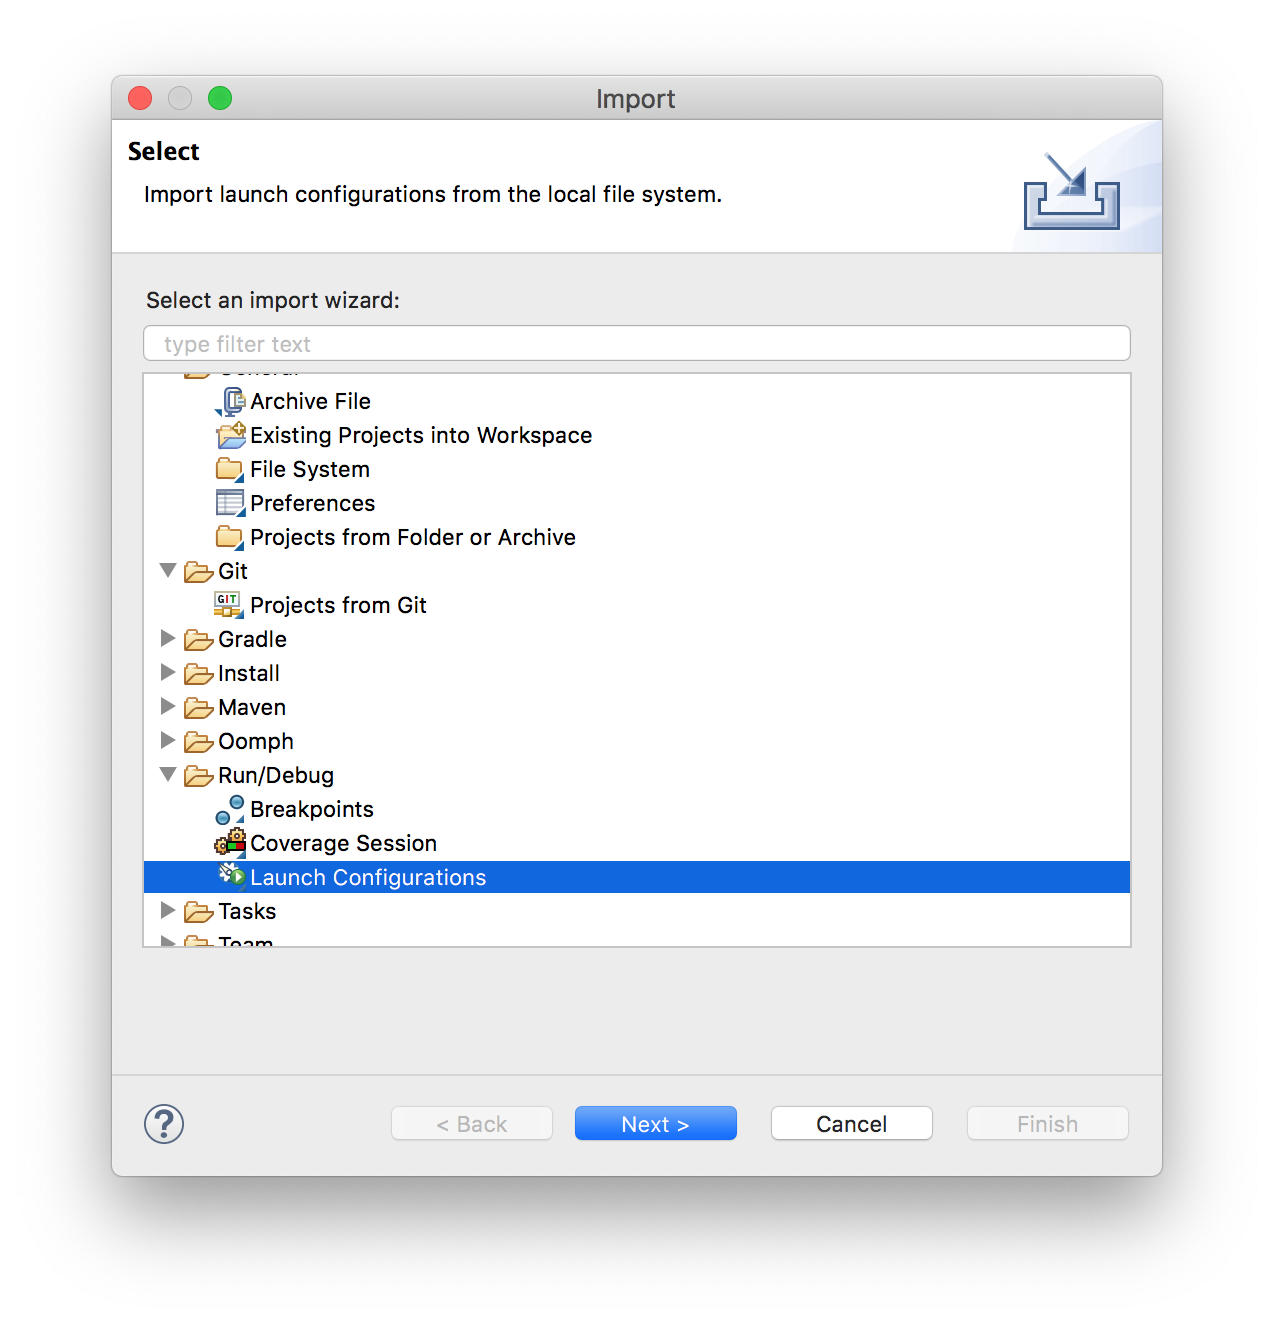 Import
Select
Import launch configurations from the local file system.
Select an import wizard:
type filter text
General
Archive File
Existing Projects into Workspace
File System
Preferences
Projects from Folder or Archive
Git
GIT
Projects from Git
Gradle
Install
Maven
Oomph
Run/Debug
Breakpoints
Coverage Session
Launch Configurations
Tasks
Team
?
< Back
Next >
Cancel
Finish